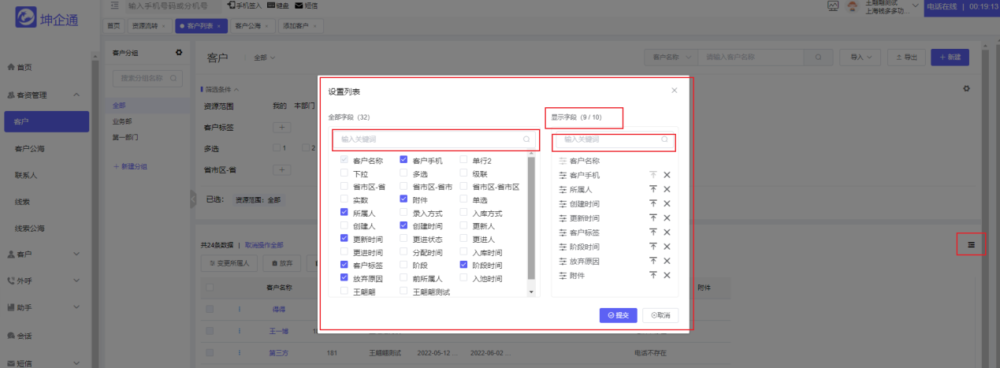 坤企通
输入手机号码或分机号 手机签入 键盘 短信
王翩翩测试
上海钱多多功...
电话在线 | 00:19:13
首页 资源流转 × 客户列表 × 客户公海 × 添加客户 ×
首页
客资管理
客户
客户公海
联系人
线索
线索公海
客户
外呼
助手
会话
短信
客户分组
搜索分组名称
全部
业务部
第一部门
+ 新建分组
客户 全部
客户名称 请输入客户名称 导入 导出 + 新建
筛选条件
资源范围 我的 本部门
客户标签 +
多选 1 2
省市区-省 +
已选: 资源范围: 全部
共24条数据 | 取消操作全部
变更所属人 放弃
客户名称 附件
得得
王一博 1
第三方 181 王翩翩测试 2022-05-12 ... 2022-06-02 ... 电话不存在
设置列表
全部字段(32)
输入关键词
客户名称 客户手机 单行2
下拉 多选 级联
省市区-省 省市区-省市 省市区-省市区
实数 附件 单选
所属人 录入方式 入库方式
创建人 创建时间 更新人
更新时间 更进状态 更进人
更进时间 分配时间 入库时间
客户标签 阶段 阶段时间
放弃原因 前所属人 入池时间
王翩翩 王翩翩测试
显示字段(9 / 10)
输入关键词
客户名称
客户手机
所属人
创建时间
更新时间
客户标签
阶段时间
放弃原因
附件
提交 取消